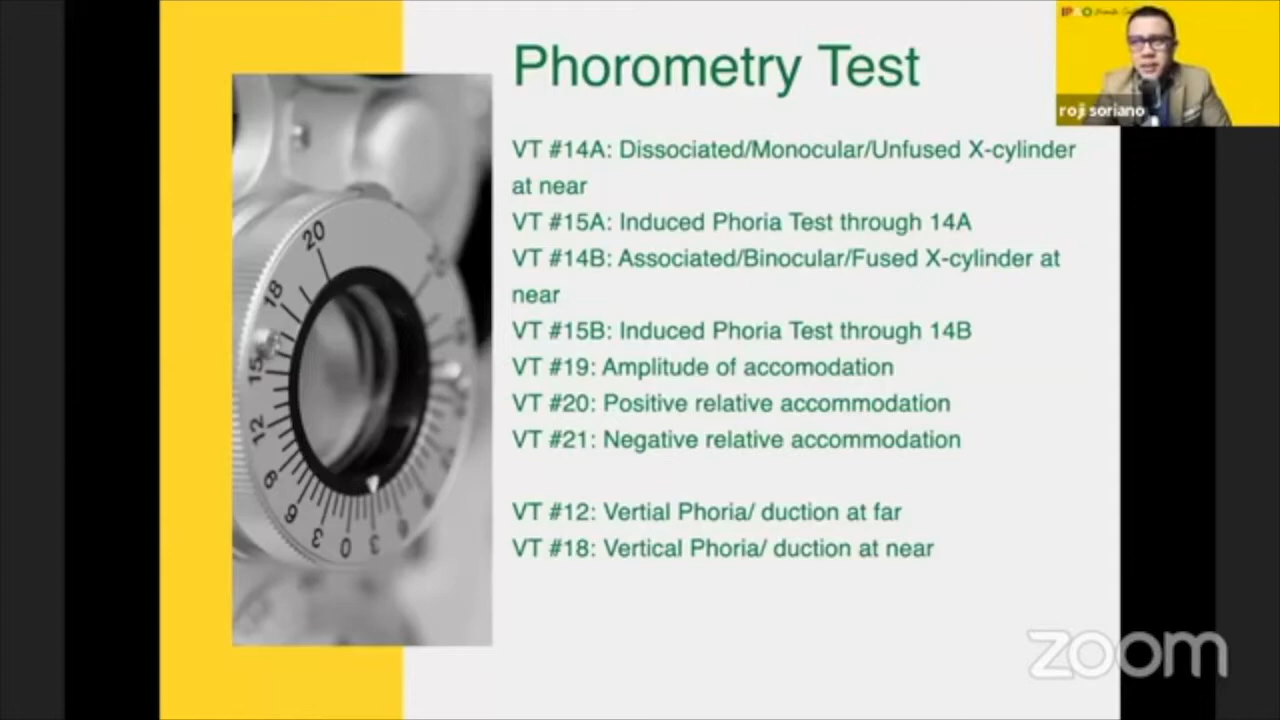 Phorometry Test
VT #14A: Dissociated/Monocular/Unfused X-cylinder
at near
VT #15A: Induced Phoria Test through 14A
VT #14B: Associated/Binocular/Fused X-cylinder at
near
VT #15B: Induced Phoria Test through 14B
VT #19: Amplitude of accomodation
VT #20: Positive relative accommodation
VT #21: Negative relative accommodation
VT #12: Vertial Phoria/ duction at far
VT #18: Vertical Phoria/ duction at near
20
18
15
12
9
6
3
0
3
6
roji soriano
zoom